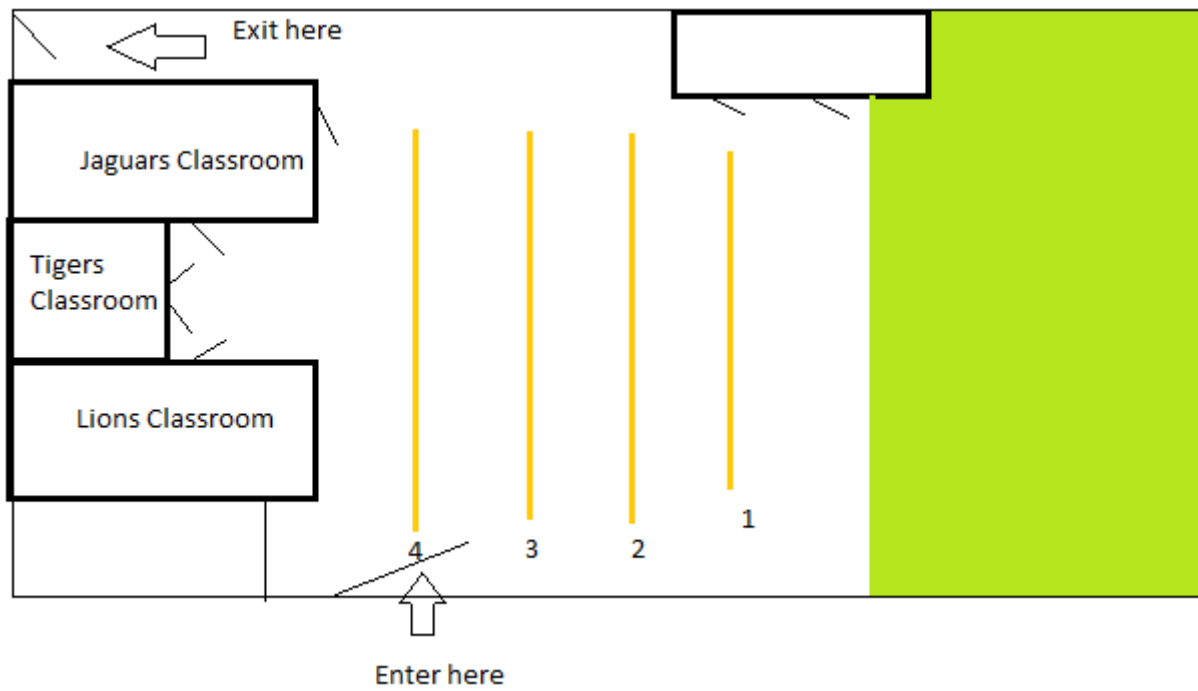 Exit here
Jaguars Classroom
Tigers
Classroom
Lions Classroom
1
4
3
2
Enter here